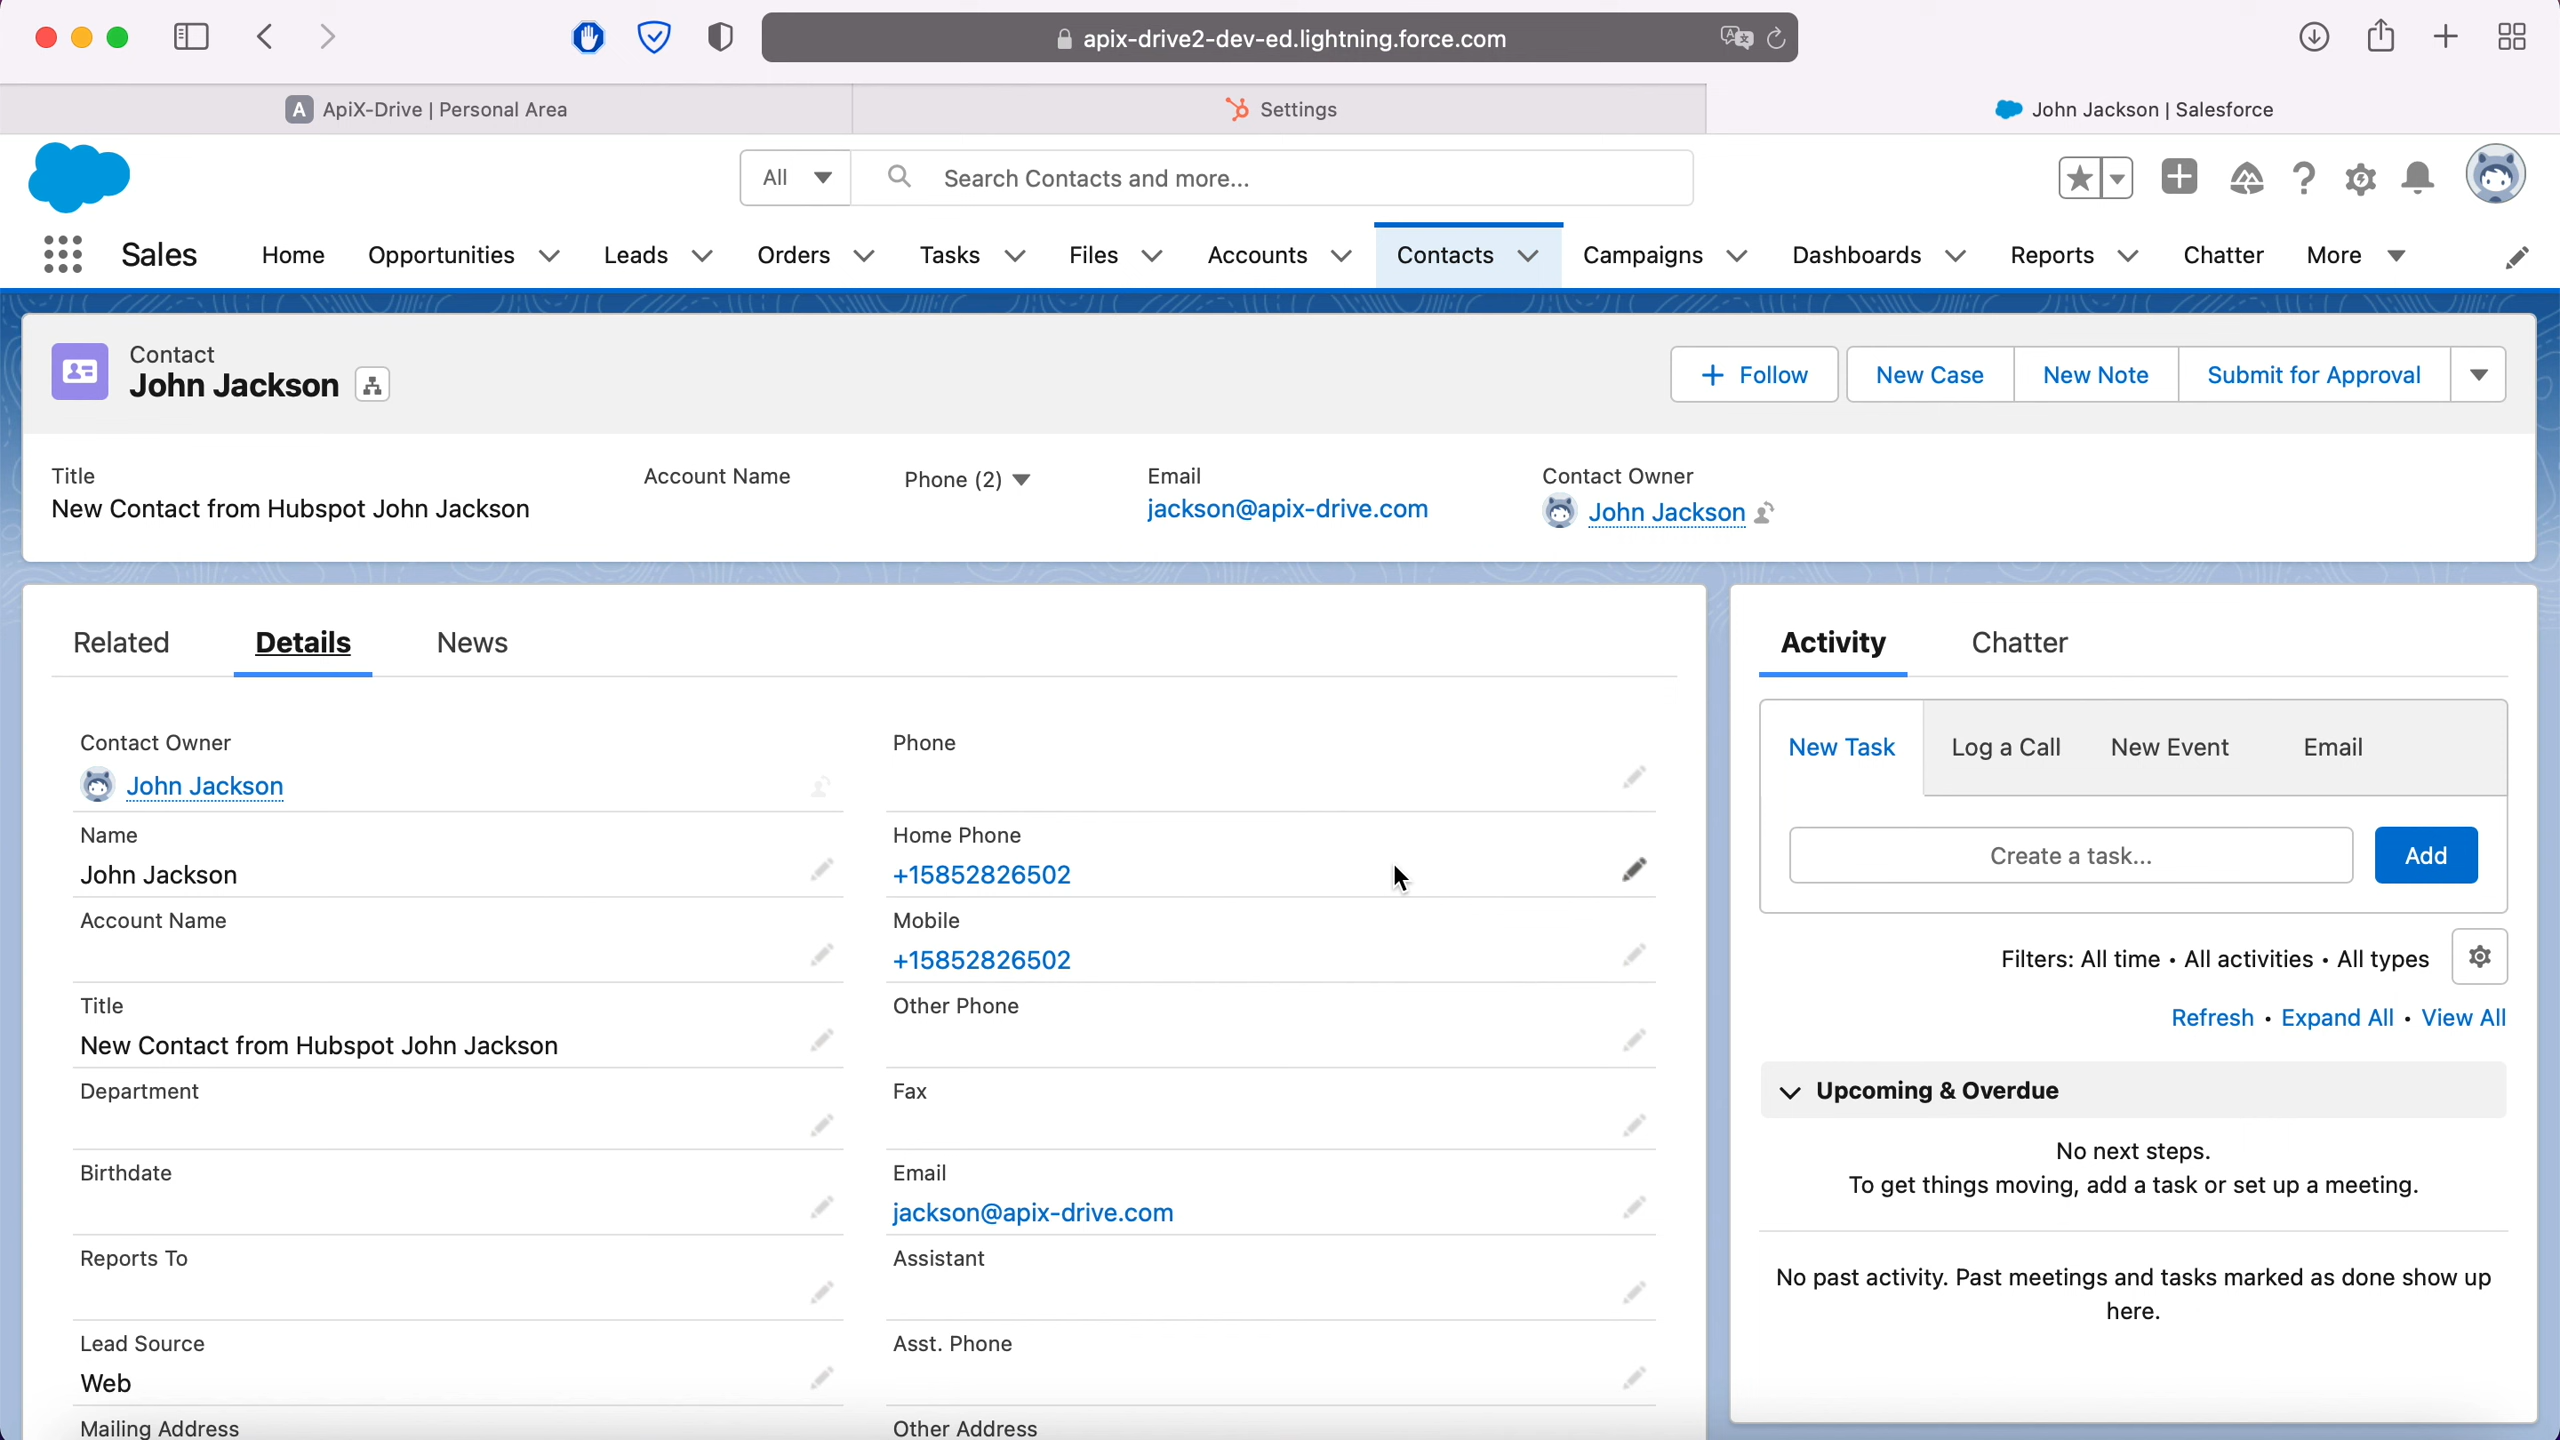 apix-drive2-dev-ed.lightning.force.com
A ApiX-Drive | Personal Area
Settings
John Jackson | Salesforce
All
Search Contacts and more...
Sales
Home
Opportunities
Leads
Orders
Tasks
Files
Accounts
Contacts
Campaigns
Dashboards
Reports
Chatter
More
Contact
John Jackson
Follow
New Case
New Note
Submit for Approval
Title
New Contact from Hubspot John Jackson
Account Name
Phone (2)
Email
jackson@apix-drive.com
Contact Owner
John Jackson
Related
Details
News
Contact Owner
John Jackson
Name
John Jackson
Account Name
Title
New Contact from Hubspot John Jackson
Department
Birthdate
Reports To
Lead Source
Web
Mailing Address
Phone
Home Phone
+15852826502
Mobile
+15852826502
Other Phone
Fax
Email
jackson@apix-drive.com
Assistant
Asst. Phone
Other Address
Activity
Chatter
New Task
Log a Call
New Event
Email
Create a task...
Add
Filters: All time • All activities • All types
Refresh • Expand All • View All
Upcoming & Overdue
No next steps.
To get things moving, add a task or set up a meeting.
No past activity. Past meetings and tasks marked as done show up
here.